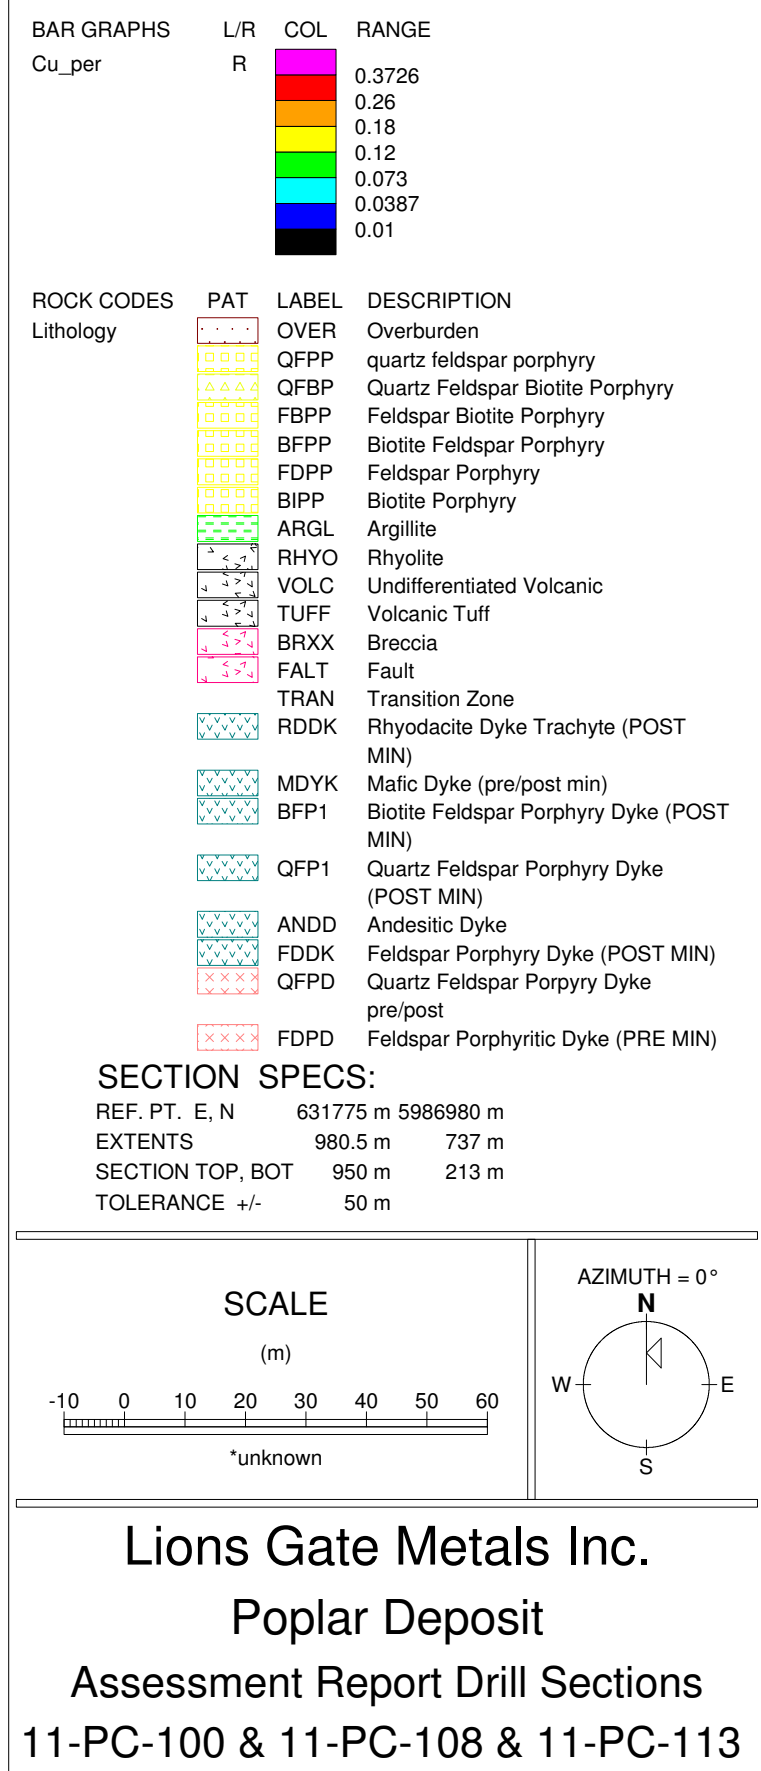 BAR GRAPHS L/R COL RANGE
Cu_per R
0.3726
0.26
0.18
0.12
0.073
0.0387
0.01
ROCK CODES PAT LABEL DESCRIPTION
Lithology OVER Overburden
QFPP quartz feldspar porphyry
QFBP Quartz Feldspar Biotite Porphyry
FBPP Feldspar Biotite Porphyry
BFPP Biotite Feldspar Porphyry
FDPP Feldspar Porphyry
BIPP Biotite Porphyry
ARGL Argillite
RHYO Rhyolite
VOLC Undifferentiated Volcanic
TUFF Volcanic Tuff
BRXX Breccia
FALT Fault
TRAN Transition Zone
RDDK Rhyodacite Dyke Trachyte (POST
MIN)
MDYK Mafic Dyke (pre/post min)
BFP1 Biotite Feldspar Porphyry Dyke (POST
MIN)
QFP1 Quartz Feldspar Porphyry Dyke
(POST MIN)
ANDD Andesitic Dyke
FDDK Feldspar Porphyry Dyke (POST MIN)
QFPD Quartz Feldspar Porpyry Dyke
pre/post
FDPD Feldspar Porphyritic Dyke (PRE MIN)
SECTION SPECS:
REF. PT. E, N 631775 m 5986980 m
EXTENTS 980.5 m 737 m
SECTION TOP, BOT 950 m 213 m
TOLERANCE +/- 50 m
SCALE
(m)
-10 0 10 20 30 40 50 60
*unknown
AZIMUTH = 0°
N
W E
S
Lions Gate Metals Inc.
Poplar Deposit
Assessment Report Drill Sections
11-PC-100 & 11-PC-108 & 11-PC-113